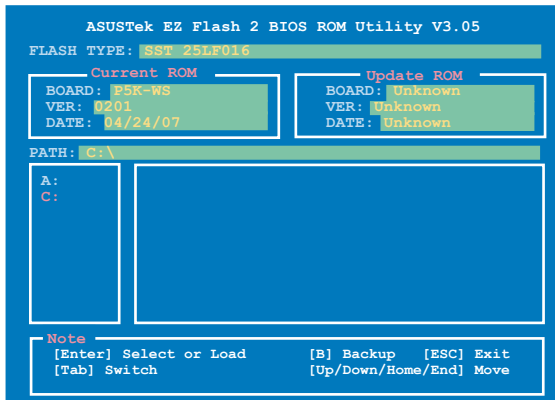 ASUSTek EZ Flash 2 BIOS ROM Utility V3.05
FLASH TYPE: SST 25LF016
Current ROM
BOARD: P5K-WS
VER: 0201
DATE: 04/24/07
Update ROM
BOARD: Unknown
VER: Unknown
DATE: Unknown
PATH: C:\
A:
C:
Note
[Enter] Select or Load [B] Backup [ESC] Exit
[Tab] Switch [Up/Down/Home/End] Move